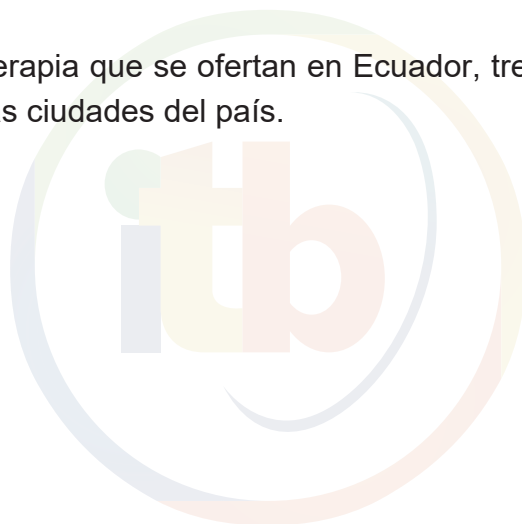 erapia que se ofertan en Ecuador, tre
s ciudades del país.
itb